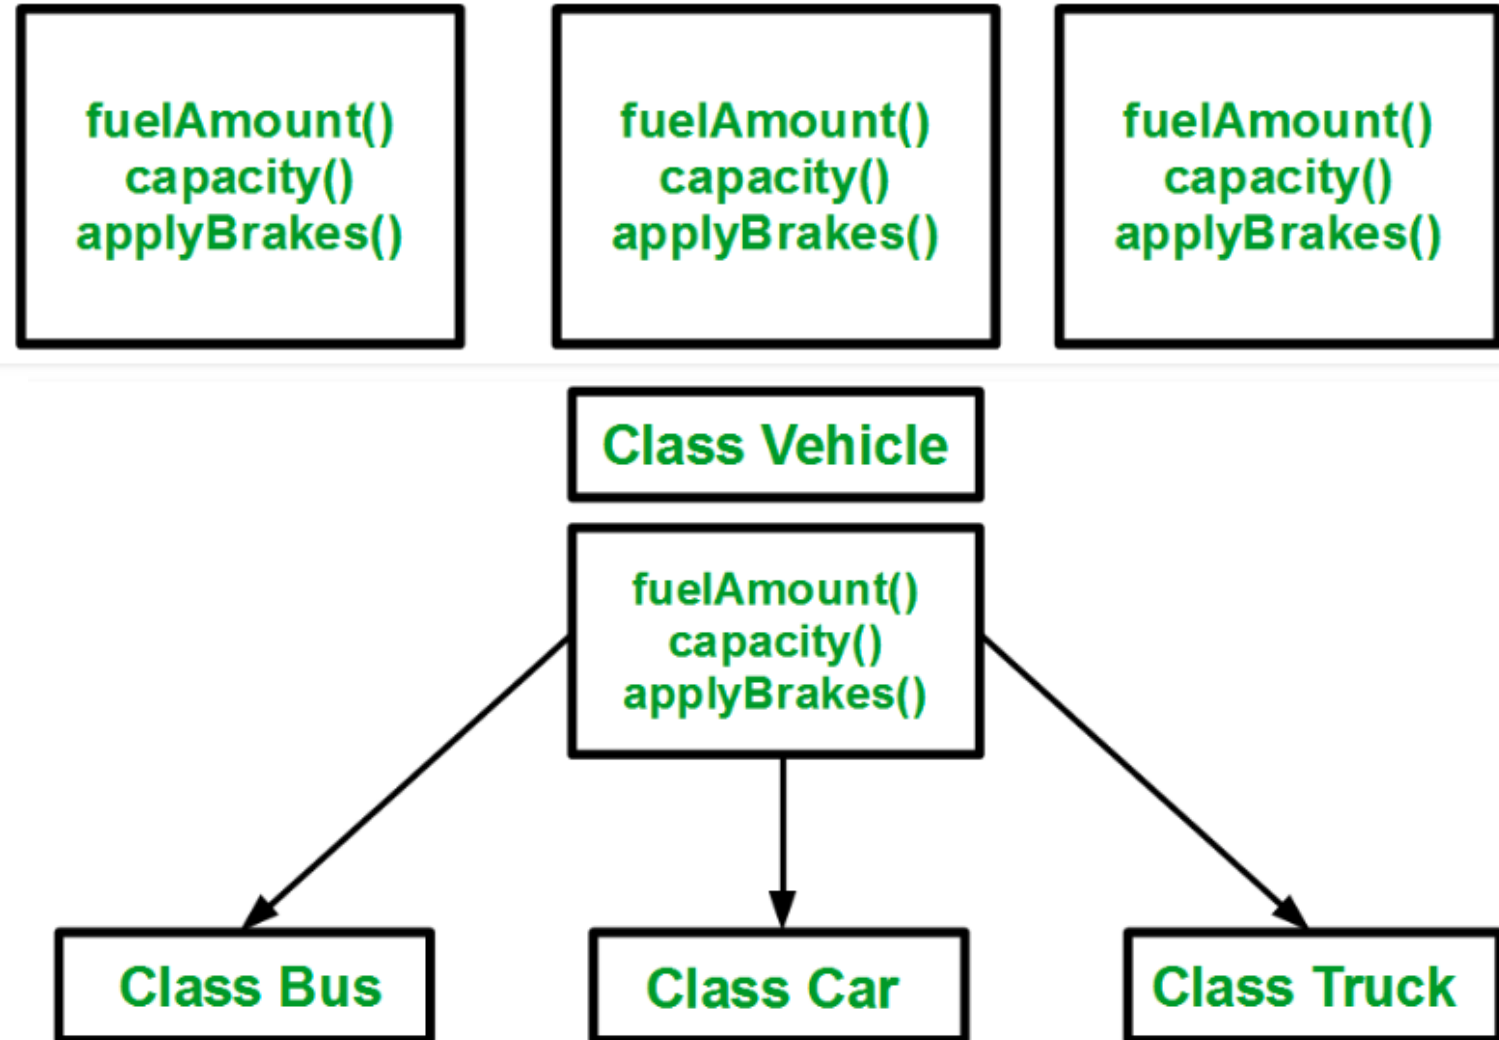 fuelAmount()
capacity()
applyBrakes()
fuelAmount()
capacity()
applyBrakes()
fuelAmount()
capacity()
applyBrakes()
Class Vehicle
fuelAmount()
capacity()
applyBrakes()
Class Bus
Class Car
Class Truck